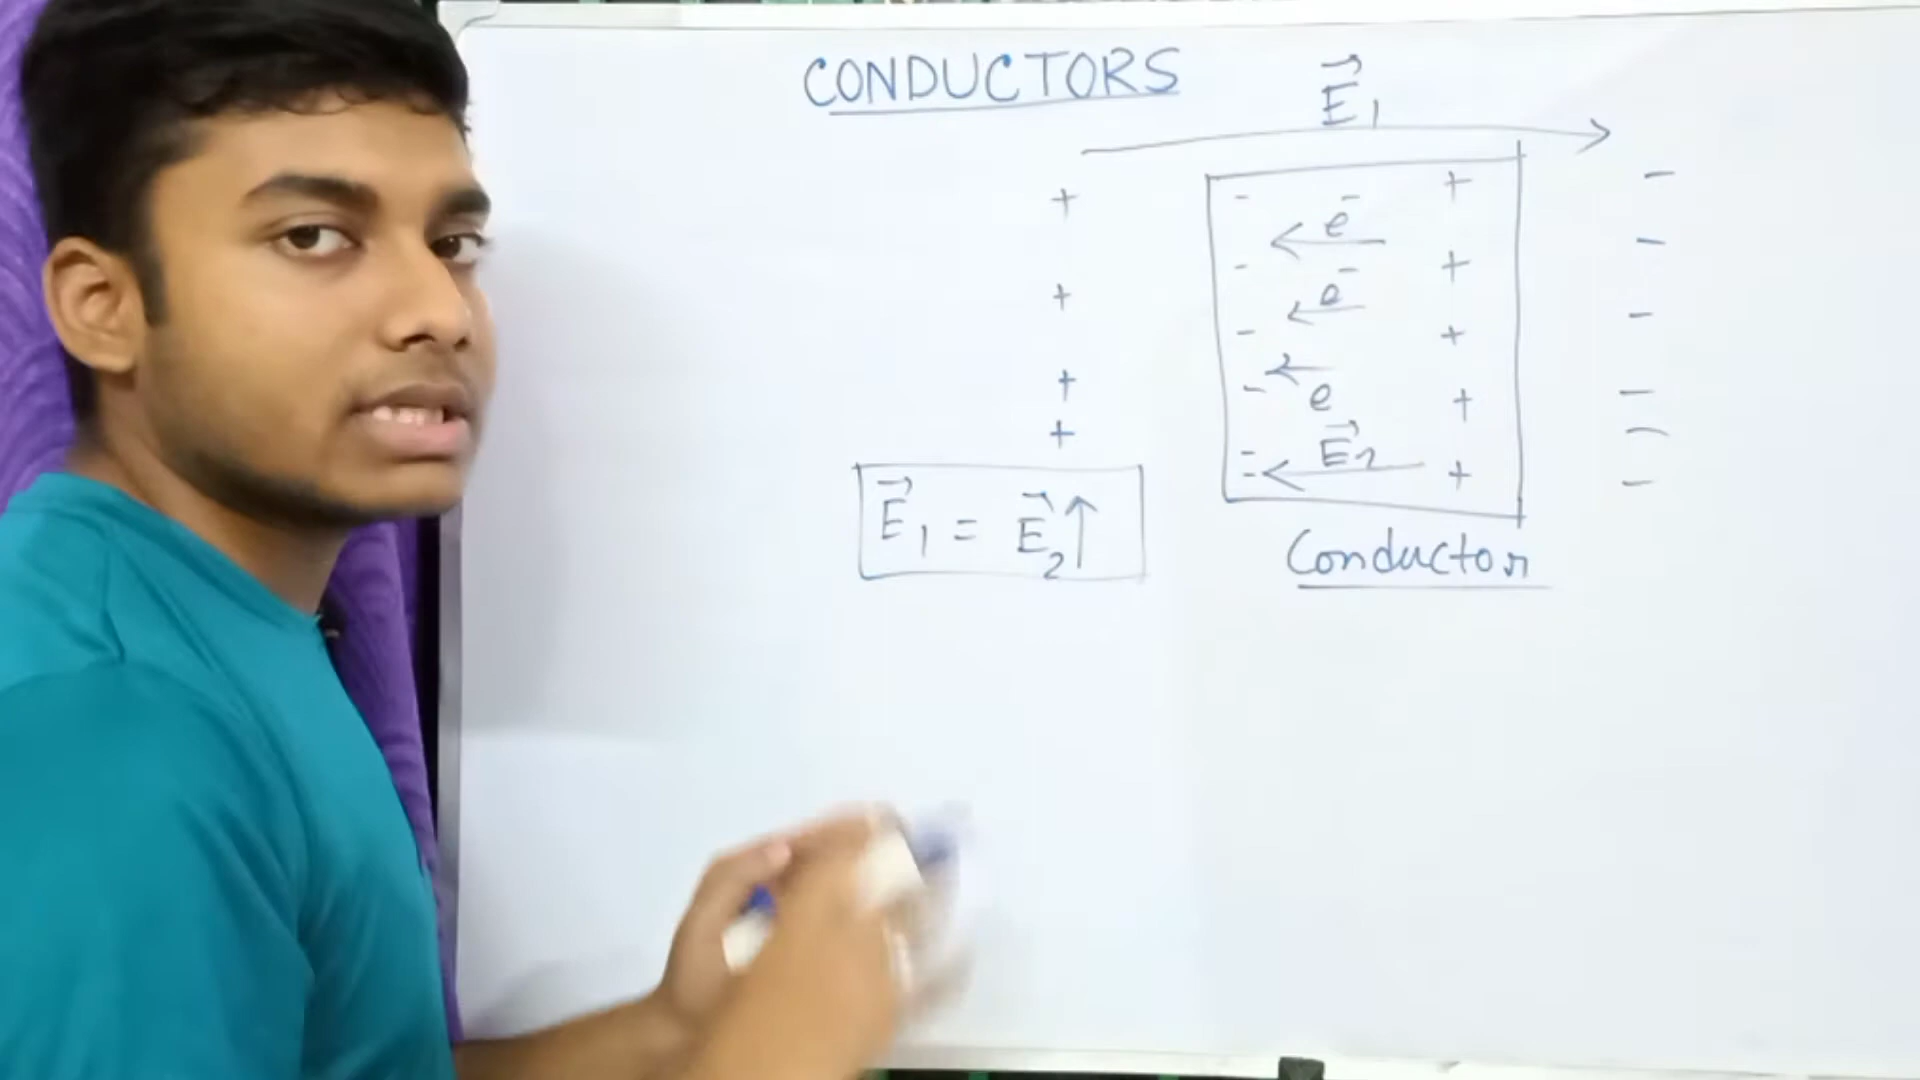 CONDUCTORS
E⃗₁
+ - + -
e⁻
+ - + -
e⁻
- + -
+ - e + -
+ E⃗₂ -
= + -
E⃗₁ = E⃗₂↑
Conductor